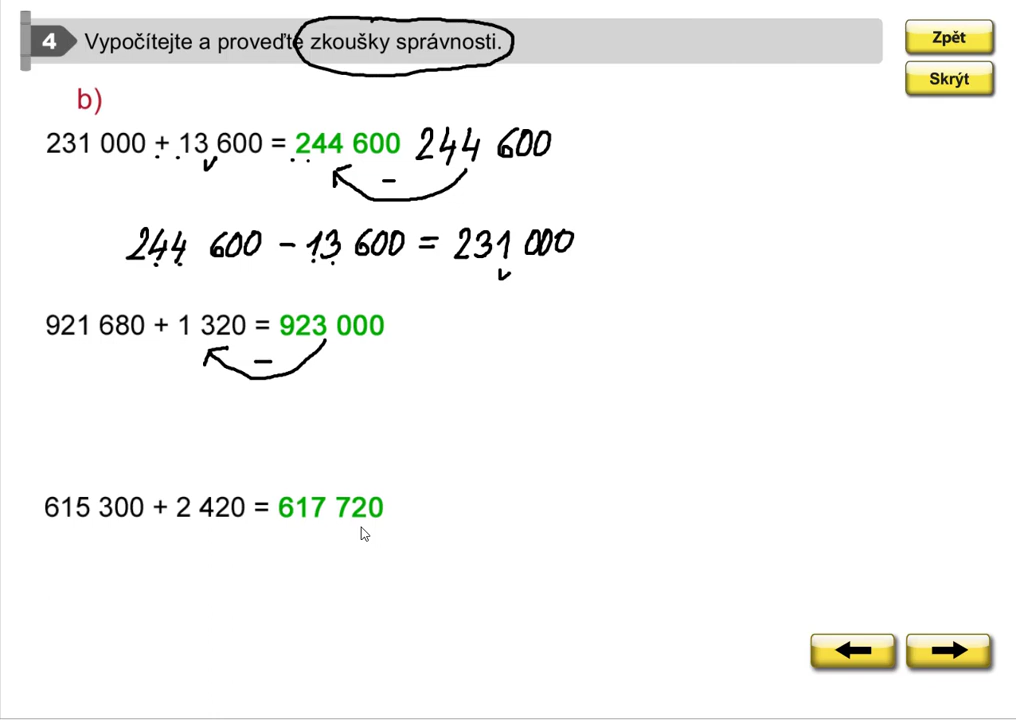 4 Vypočítejte a proveďte zkoušky správnosti.
Zpět
Skrýt
b)
231 000 + 13 600 = 244 600 244 600
-
244 600 - 13 600 = 231 000
921 680 + 1 320 = 923 000
-
615 300 + 2 420 = 617 720